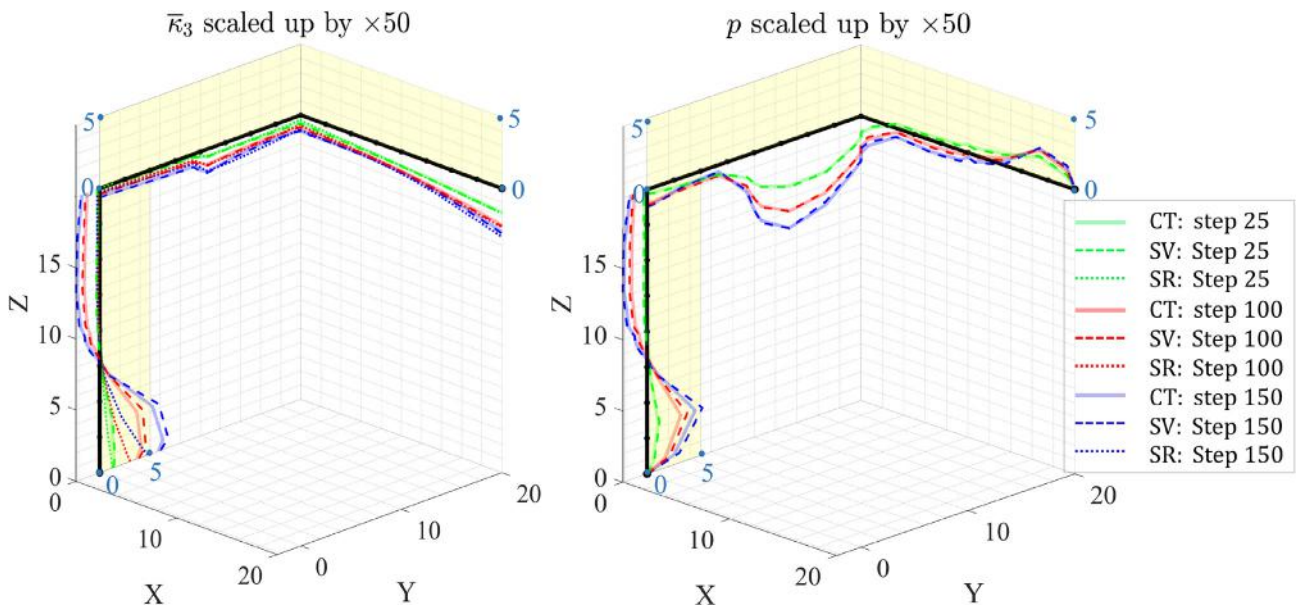 κ̅₃ scaled up by ×50
p scaled up by ×50
5
0
5
0
5
0
5
0
Z
15
10
5
0
0
5
0
10
20
X
0
10
20
Y
Z
15
10
5
0
0
5
0
10
20
X
0
10
20
Y
CT: step 25
SV: Step 25
SR: Step 25
CT: step 100
SV: Step 100
SR: Step 100
CT: step 150
SV: Step 150
SR: Step 150